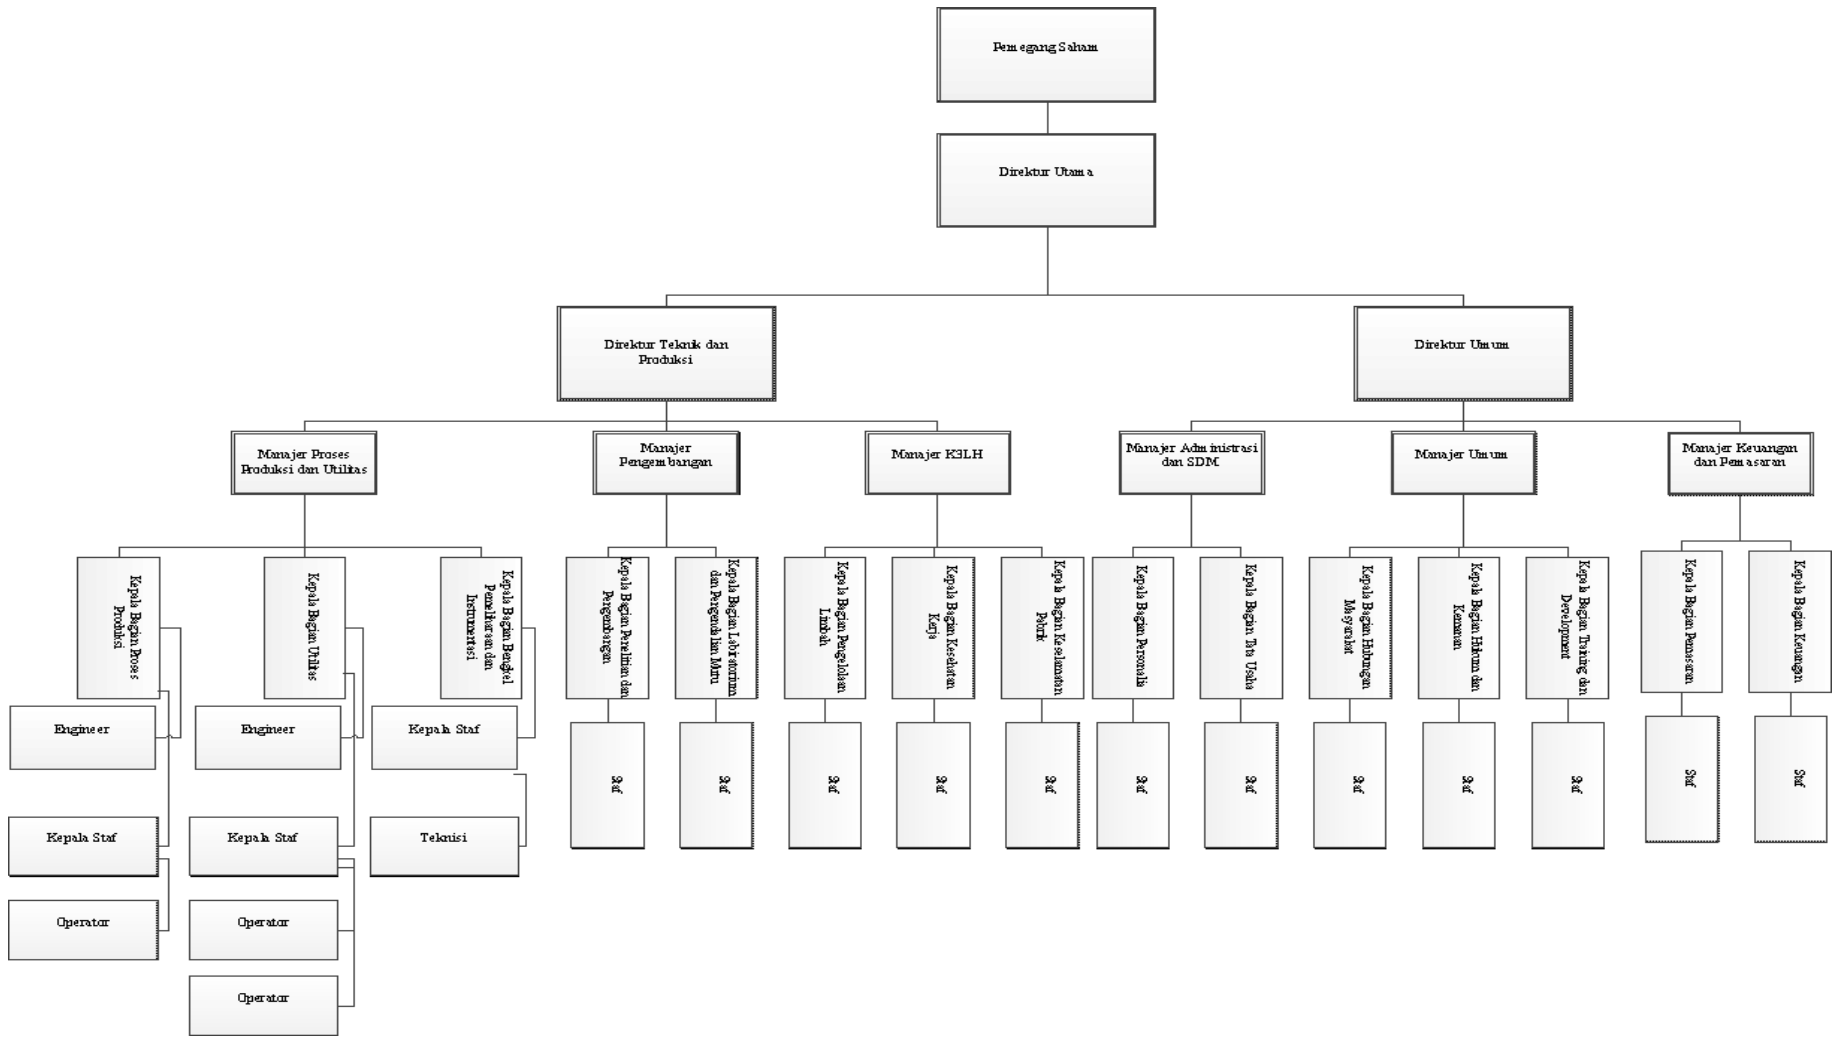 Pemegang Saham
Direktur Utama
Direktur Teknik dan
Produksi
Direktur Umum
Manajer Proses
Produksi dan Utilitas
Manajer
Pengembangan
Manajer K3LH
Manajer Administrasi
dan SDM
Manajer Umum
Manajer Keuangan
dan Pemasaran
Kepala Bagian Proses
Produksi
Kepala Bagian Utilitas
Kepala Bagian Bengkel
Pemeliharaan dan
Instrumentasi
Kepala Bagian Penelitian dan
Pengembangan
Kepala Bagian Laboratorium
dan Pengendalian Mutu
Kepala Bagian Pengelolaan
Limbah
Kepala Bagian Kesehatan
Kerja
Kepala Bagian Keselamatan
Pabrik
Kepala Bagian Personalia
Kepala Bagian Tata Usaha
Kepala Bagian Hubungan
Masyarakat
Kepala Bagian Hukum dan
Kemanan
Kepala Bagian Training dan
Development
Kepala Bagian Pemasaran
Kepala Bagian Keuangan
Engineer
Engineer
Kepala Staf
Staf
Staf
Staf
Staf
Staf
Staf
Staf
Staf
Staf
Staf
Staf
Staf
Kepala Staf
Kepala Staf
Teknisi
Operator
Operator
Operator